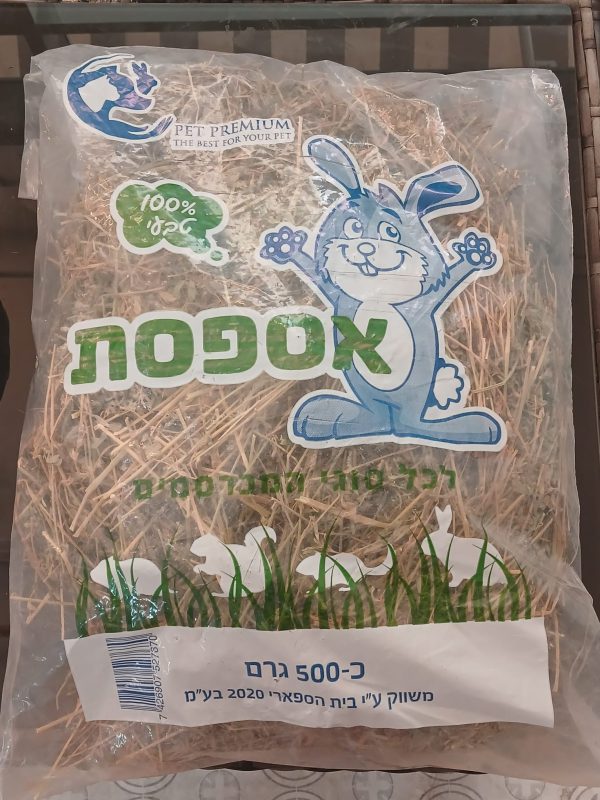 PET PREMIUM
THE BEST FOR YOUR PET
100%
טבעי
אספסת
לכל סוגי המכרסמים
כ-500 גרם
משווק ע"י בית הספארי 2020 בע"מ
7426907527370